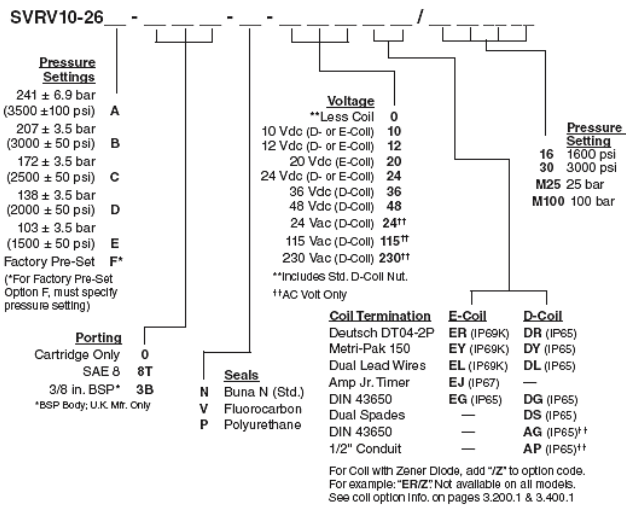 SVRV10-26__ - ___ - _ - ___ __ / ____
Pressure
Settings
241 ± 6.9 bar
(3500 ±100 psi) A
207 ± 3.5 bar
(3000 ± 50 psi) B
172 ± 3.5 bar
(2500 ± 50 psi) C
138 ± 3.5 bar
(2000 ± 50 psi) D
103 ± 3.5 bar
(1500 ± 50 psi) E
Factory Pre-Set F*
(*For Factory Pre-Set
Option F, must specify
pressure setting)
Porting
Cartridge Only 0
SAE 8 8T
3/8 in. BSP* 3B
*BSP Body; U.K. Mfr. Only
Seals
N Buna N (Std.)
V Fluorocarbon
P Polyurethane
Voltage
**Less Coil 0
10 Vdc (D- or E-Coil) 10
12 Vdc (D- or E-Coil) 12
20 Vdc (E-Coil) 20
24 Vdc (D- or E-Coil) 24
36 Vdc (D-Coil) 36
48 Vdc (D-Coil) 48
24 Vac (D-Coil) 24††
115 Vac (D-Coil) 115††
230 Vac (D-Coil) 230††
**Includes Std. D-Coil Nut.
††AC Volt Only
Pressure
Setting
16 1600 psi
30 3000 psi
M25 25 bar
M100 100 bar
Coil Termination E-Coil D-Coil
Deutsch DT04-2P ER (IP69K) DR (IP65)
Metri-Pak 150 EY (IP69K) DY (IP65)
Dual Lead Wires EL (IP69K) DL (IP65)
Amp Jr. Timer EJ (IP67) —
DIN 43650 EG (IP65) DG (IP65)
Dual Spades — DS (IP65)
DIN 43650 — AG (IP65)††
1/2" Conduit — AP (IP65)††
For Coil with Zener Diode, add "/Z" to option code.
For example: "ER/Z". Not available on all models.
See coil option info. on pages 3.200.1 & 3.400.1